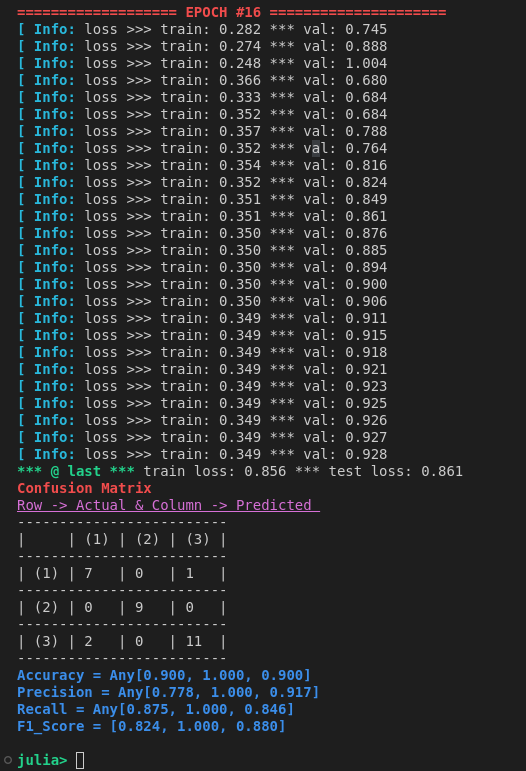 =================== EPOCH #16 =====================
[ Info: loss >>> train: 0.282 *** val: 0.745
[ Info: loss >>> train: 0.274 *** val: 0.888
[ Info: loss >>> train: 0.248 *** val: 1.004
[ Info: loss >>> train: 0.366 *** val: 0.680
[ Info: loss >>> train: 0.333 *** val: 0.684
[ Info: loss >>> train: 0.352 *** val: 0.684
[ Info: loss >>> train: 0.357 *** val: 0.788
[ Info: loss >>> train: 0.352 *** val: 0.764
[ Info: loss >>> train: 0.354 *** val: 0.816
[ Info: loss >>> train: 0.352 *** val: 0.824
[ Info: loss >>> train: 0.351 *** val: 0.849
[ Info: loss >>> train: 0.351 *** val: 0.861
[ Info: loss >>> train: 0.350 *** val: 0.876
[ Info: loss >>> train: 0.350 *** val: 0.885
[ Info: loss >>> train: 0.350 *** val: 0.894
[ Info: loss >>> train: 0.350 *** val: 0.900
[ Info: loss >>> train: 0.350 *** val: 0.906
[ Info: loss >>> train: 0.349 *** val: 0.911
[ Info: loss >>> train: 0.349 *** val: 0.915
[ Info: loss >>> train: 0.349 *** val: 0.918
[ Info: loss >>> train: 0.349 *** val: 0.921
[ Info: loss >>> train: 0.349 *** val: 0.923
[ Info: loss >>> train: 0.349 *** val: 0.925
[ Info: loss >>> train: 0.349 *** val: 0.926
[ Info: loss >>> train: 0.349 *** val: 0.927
[ Info: loss >>> train: 0.349 *** val: 0.928
*** @ last *** train loss: 0.856 *** test loss: 0.861
Confusion Matrix
Row -> Actual & Column -> Predicted
-------------------------
|     | (1) | (2) | (3) |
-------------------------
| (1) | 7   | 0   | 1   |
-------------------------
| (2) | 0   | 9   | 0   |
-------------------------
| (3) | 2   | 0   | 11  |
-------------------------
Accuracy = Any[0.900, 1.000, 0.900]
Precision = Any[0.778, 1.000, 0.917]
Recall = Any[0.875, 1.000, 0.846]
F1_Score = [0.824, 1.000, 0.880]
julia>